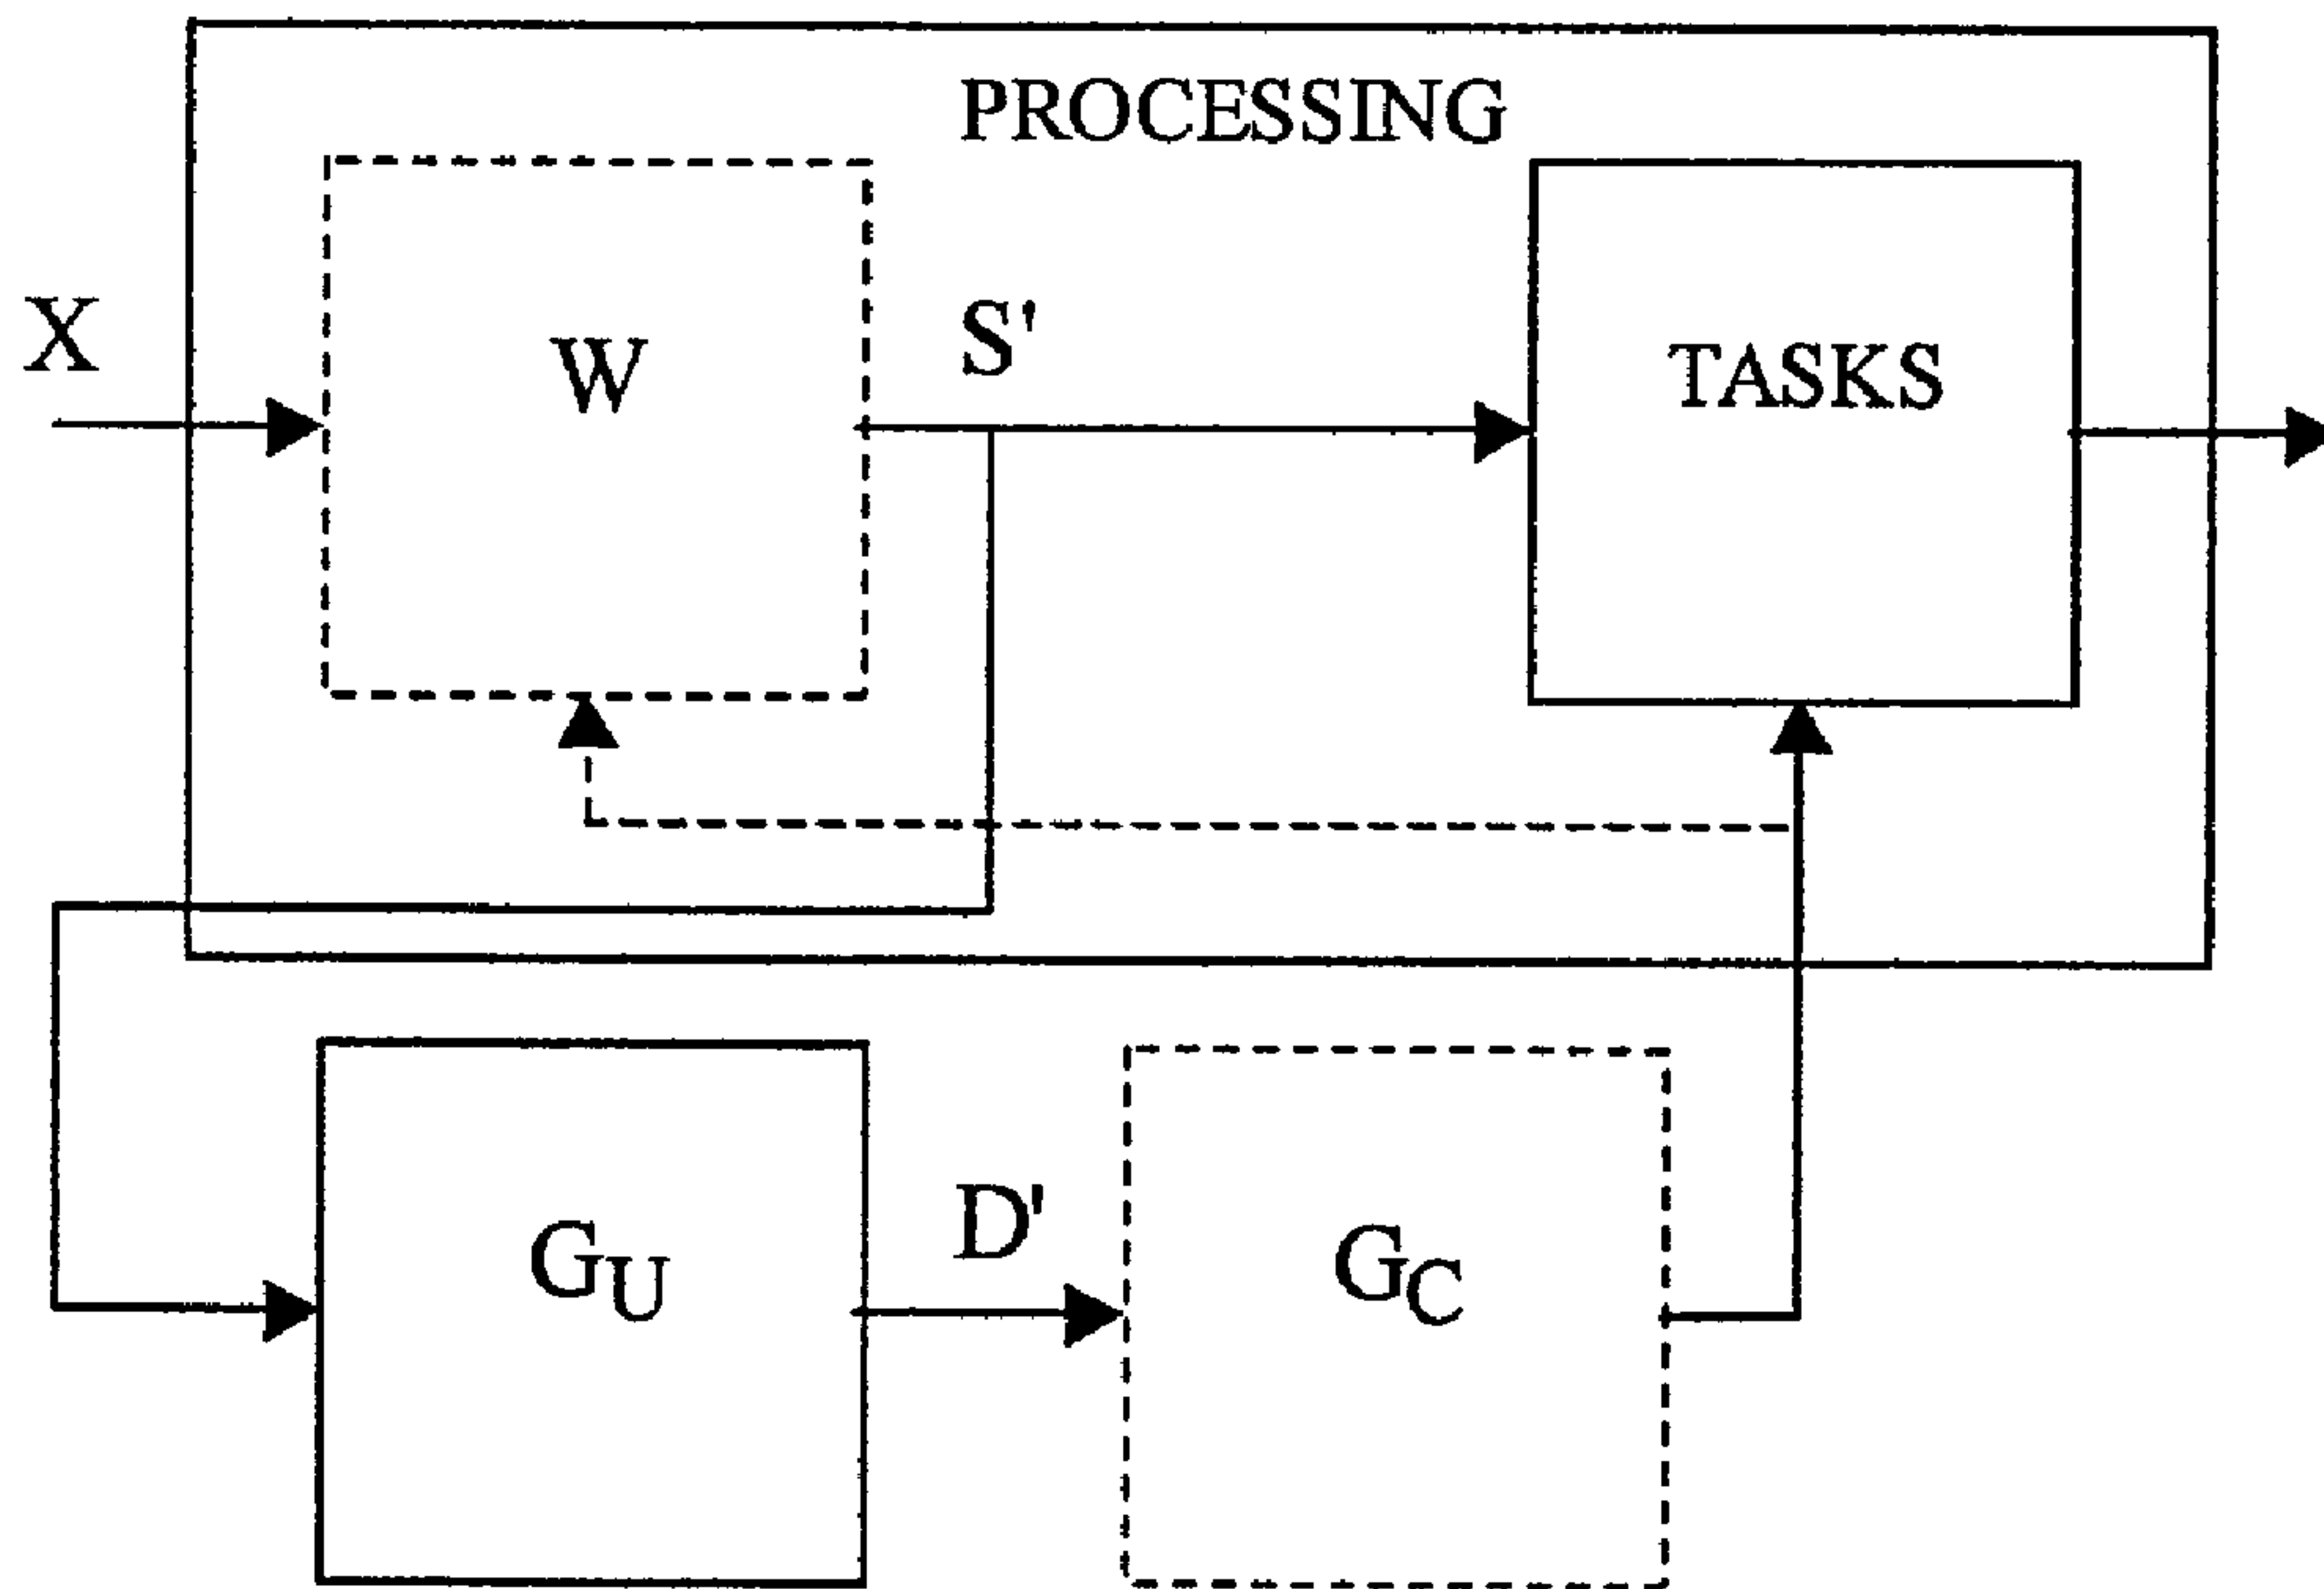 PROCESSING
X
W
S'
TASKS
GU
D'
GC